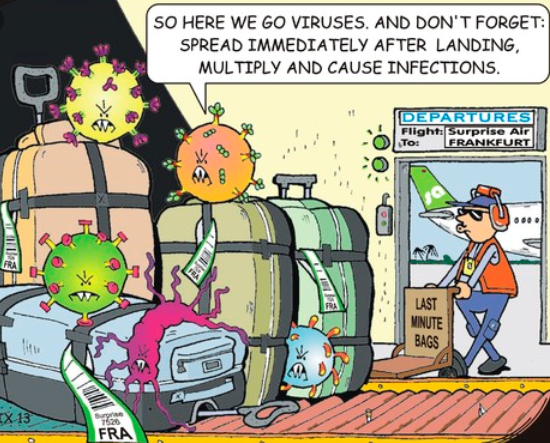 SO HERE WE GO VIRUSES. AND DON'T FORGET:
SPREAD IMMEDIATELY AFTER LANDING,
MULTIPLY AND CAUSE INFECTIONS.
DEPARTURES
Flight: Surprise Air
To: FRANKFURT
LAST
MINUTE
BAGS
FRA
FRA
FRA
Surprise
7526
FRA
IX 13